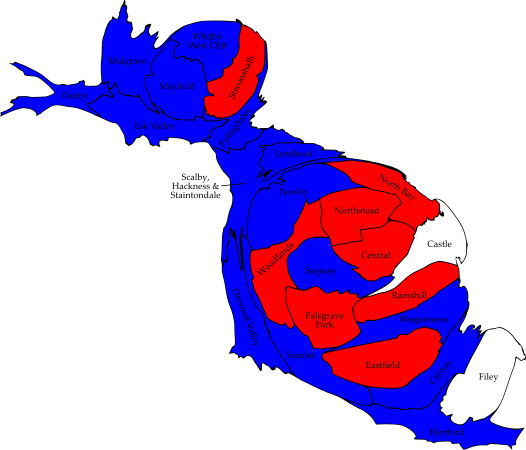 Whitby
West Cliff
Mulgrave
Streonshalh
Mayfield
Danby
Esk Valley
Fylingdales
Lindhead
Scalby,
Hackness &
Staintondale
Newby
North Bay
Northstead
Castle
Woodlands
Central
Stepney
Ramshill
Derwent Valley
Falsgrave
Park
Weaponness
Seamer
Eastfield
Cayton
Filey
Hertford